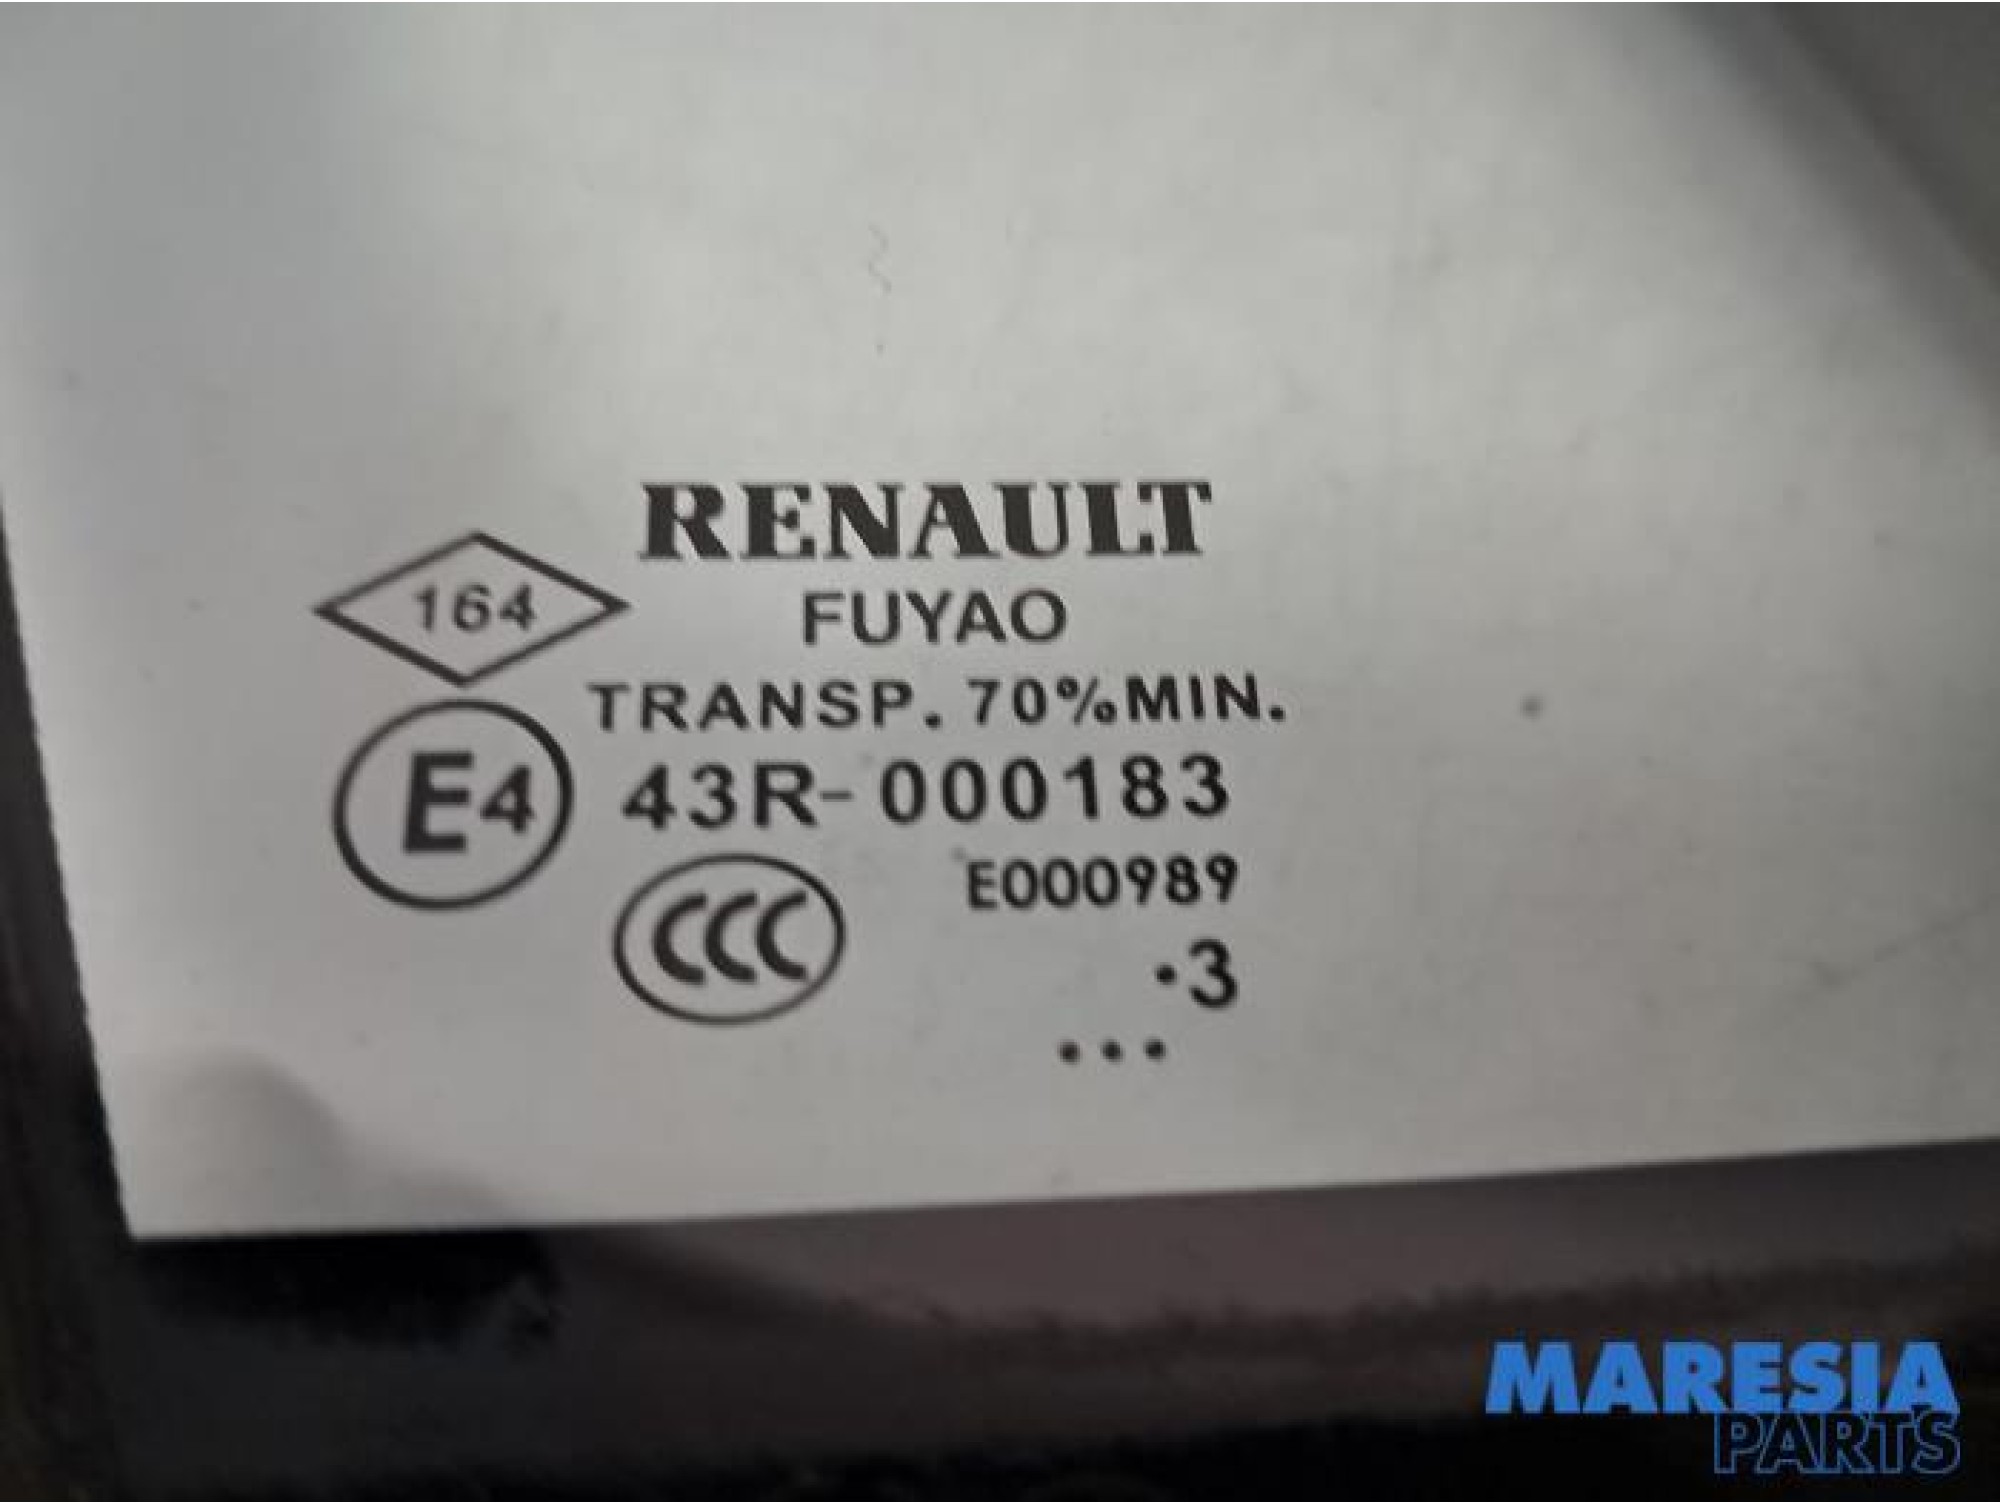 RENAULT
164
FUYAO
TRANSP. 70%MIN.
E4
43R-000183
E000989
CCC
·3
...
MARESIA
PARTS